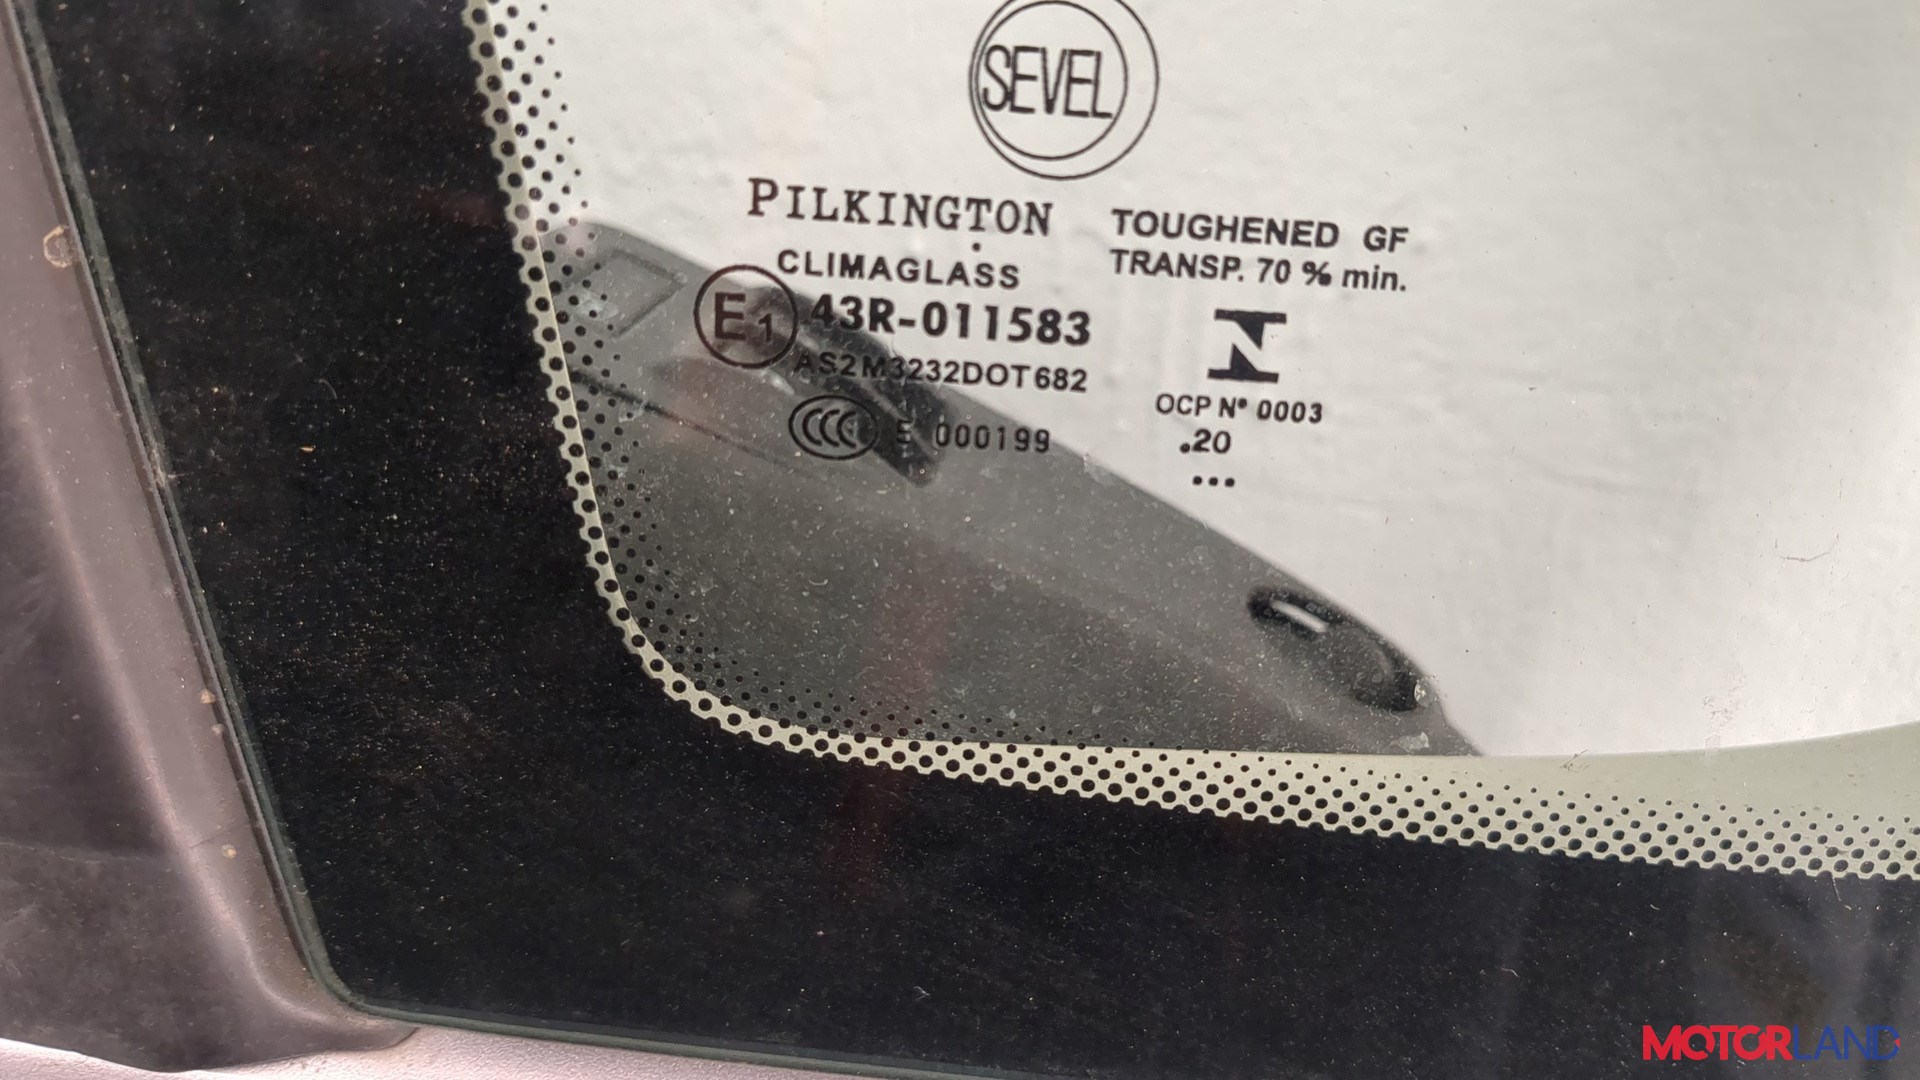 SEVEL
PILKINGTON
CLIMAGLASS
E1 43R-011583
AS2 M3232DOT682
CCC E 000199
TOUGHENED GF
TRANSP. 70 % min.
OCP Nº 0003
.20
...
MOTORLAND